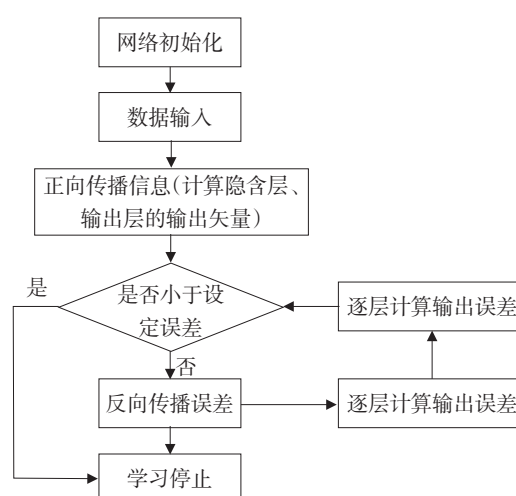 网络初始化
数据输入
正向传播信息(计算隐含层、
输出层的输出矢量)
是
是否小于设
定误差
逐层计算输出误差
否
反向传播误差
逐层计算输出误差
学习停止